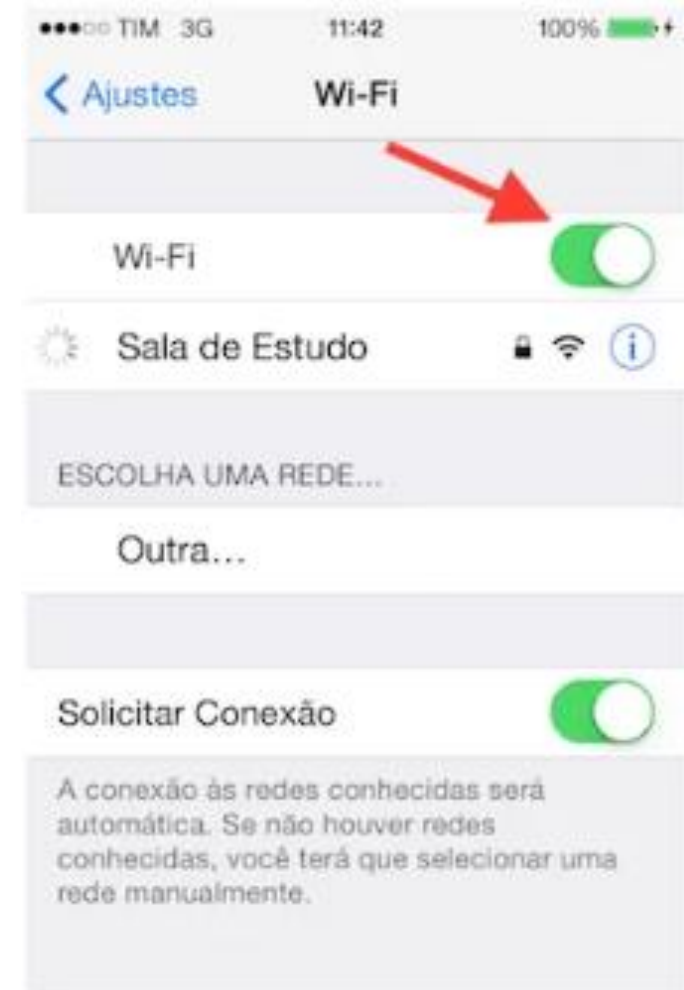 TIM 3G 11:42 100%
Ajustes Wi-Fi
Wi-Fi
Sala de Estudo
ESCOLHA UMA REDE...
Outra...
Solicitar Conexão
A conexão às redes conhecidas será
automática. Se não houver redes
conhecidas, você terá que selecionar uma
rede manualmente.